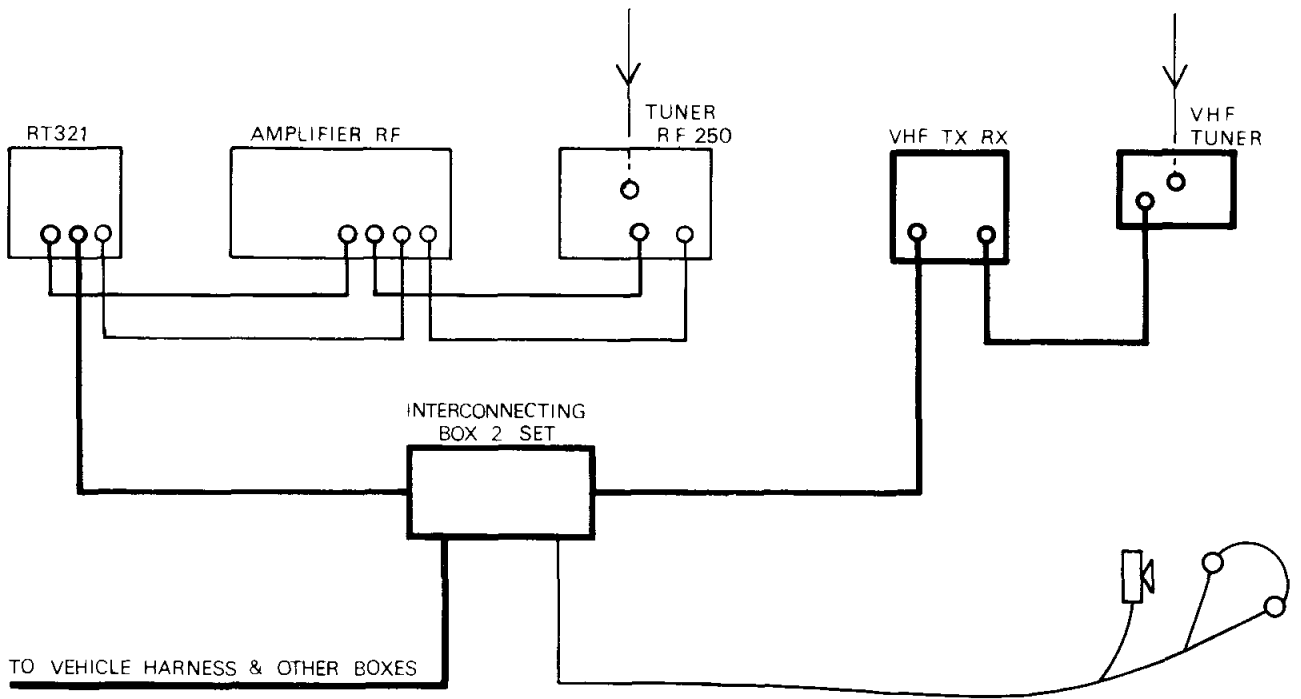 RT321
AMPLIFIER RF
TUNER
RF 250
VHF TX RX
VHF
TUNER
INTERCONNECTING
BOX 2 SET
TO VEHICLE HARNESS & OTHER BOXES